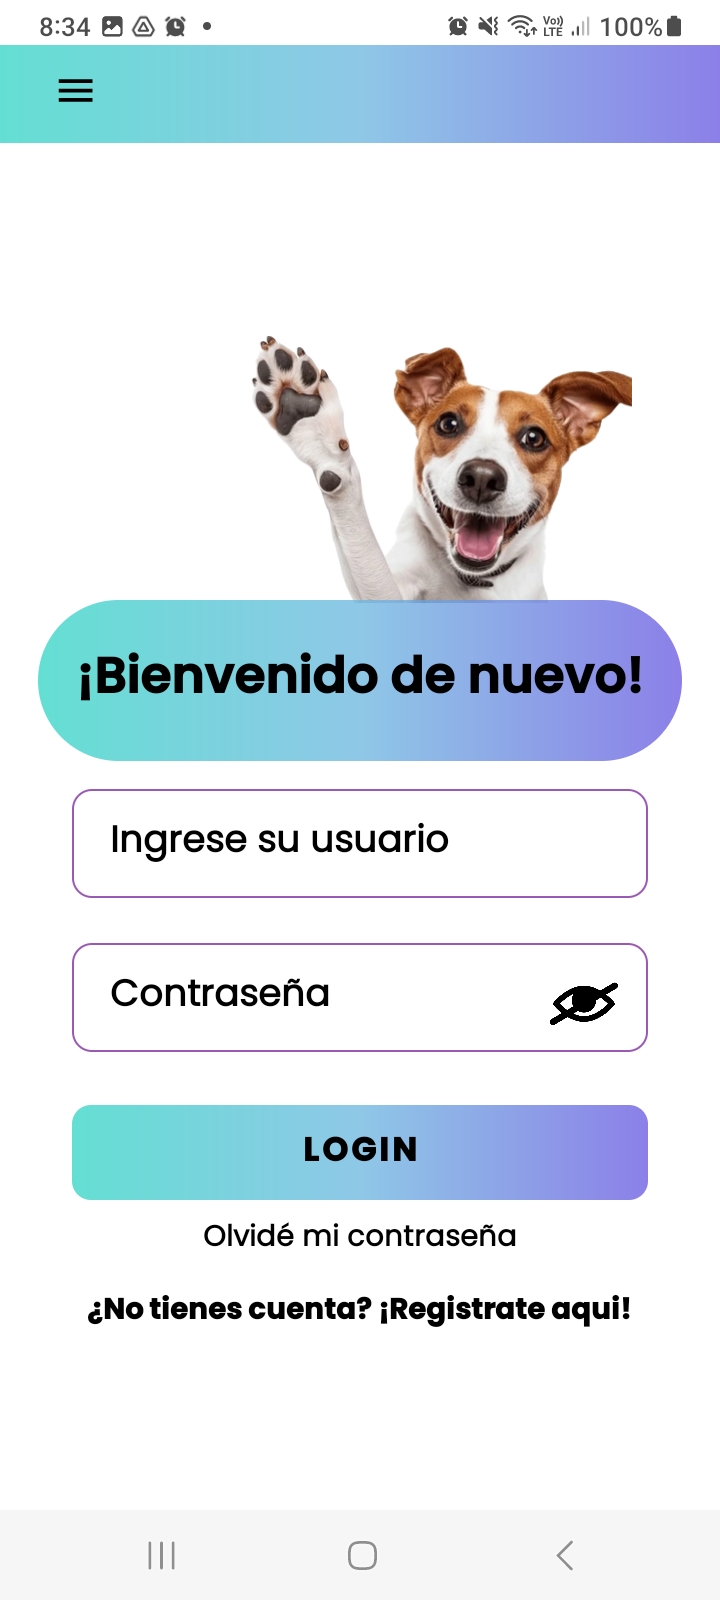 8:34 Vo)) LTE 100%
¡Bienvenido de nuevo!
Ingrese su usuario
Contraseña
LOGIN
Olvidé mi contraseña
¿No tienes cuenta? ¡Registrate aqui!